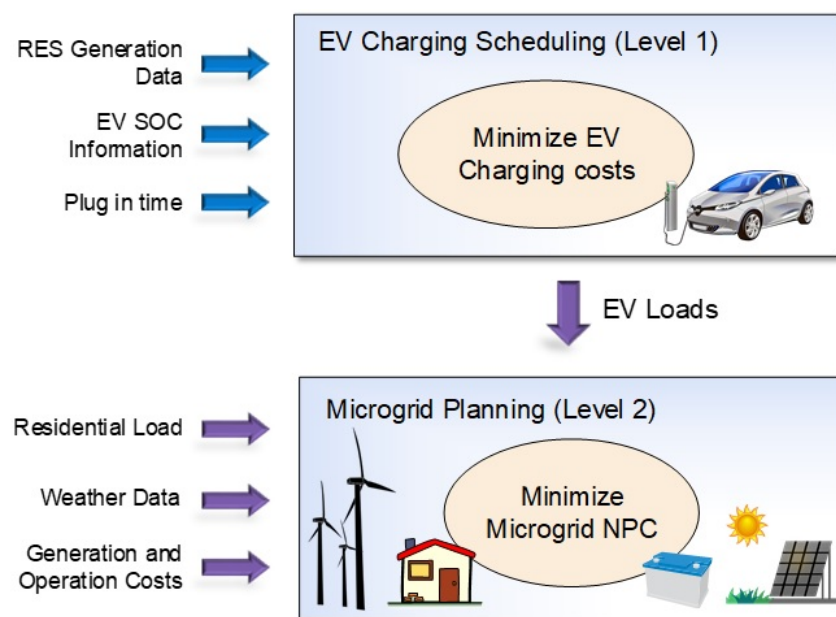 EV Charging Scheduling (Level 1)
RES Generation
Data
EV SOC
Information
Plug in time
Minimize EV
Charging costs
EV Loads
Microgrid Planning (Level 2)
Residential Load
Weather Data
Generation and
Operation Costs
Minimize
Microgrid NPC